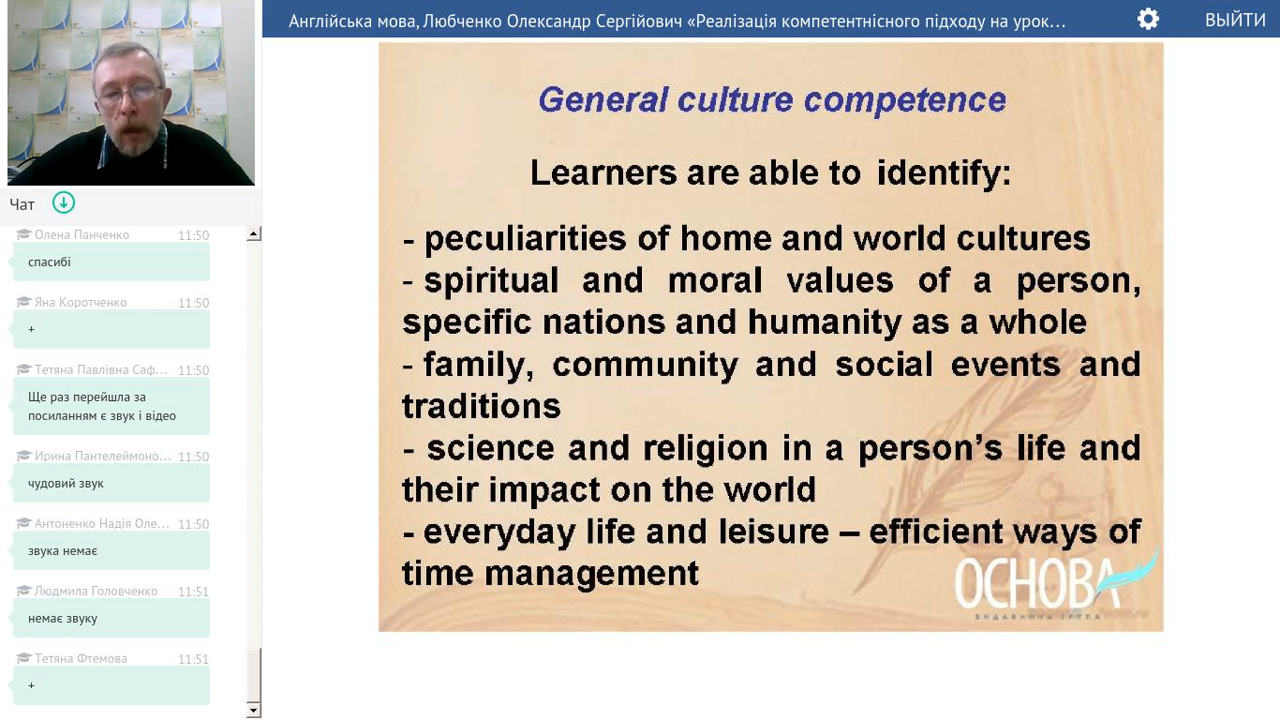 Англійська мова, Любченко Олександр Сергійович «Реалізація компетентнісного підходу на урок…
ВЫЙТИ
Чат
Олена Панченко 11:50
спасибі
Яна Коротченко 11:50
+
Тетяна Павлівна Саф… 11:50
Ще раз перейшла за
посиланням є звук і відео
Ирина Пантелеймоно… 11:50
чудовий звук
Антоненко Надія Оле… 11:50
звука немає
Людмила Головченко 11:51
немає звуку
Тетяна Фтемова 11:51
+
General culture competence
Learners are able to identify:
- peculiarities of home and world cultures
- spiritual and moral values of a person,
specific nations and humanity as a whole
- family, community and social events and
traditions
- science and religion in a person’s life and
their impact on the world
- everyday life and leisure – efficient ways of
time management
ОСНОВА
ВИДАВНИЧА ГРУПА